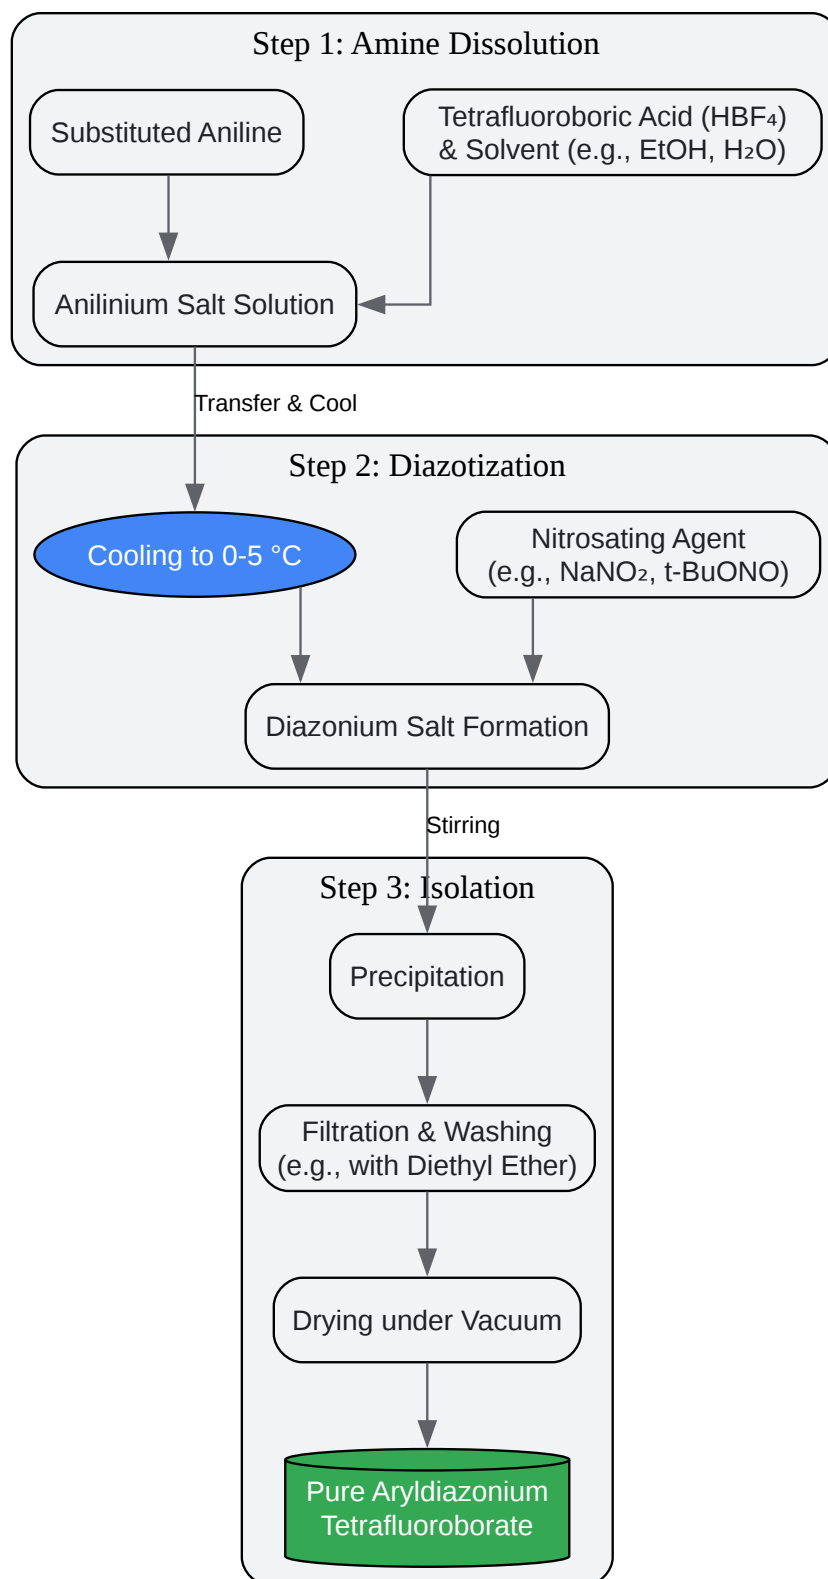 Step 1: Amine Dissolution
Substituted Aniline
Tetrafluoroboric Acid (HBF₄)
& Solvent (e.g., EtOH, H₂O)
Anilinium Salt Solution
Transfer & Cool
Step 2: Diazotization
Cooling to 0-5 °C
Nitrosating Agent
(e.g., NaNO₂, t-BuONO)
Diazonium Salt Formation
Stirring
Step 3: Isolation
Precipitation
Filtration & Washing
(e.g., with Diethyl Ether)
Drying under Vacuum
Pure Aryldiazonium
Tetrafluoroborate